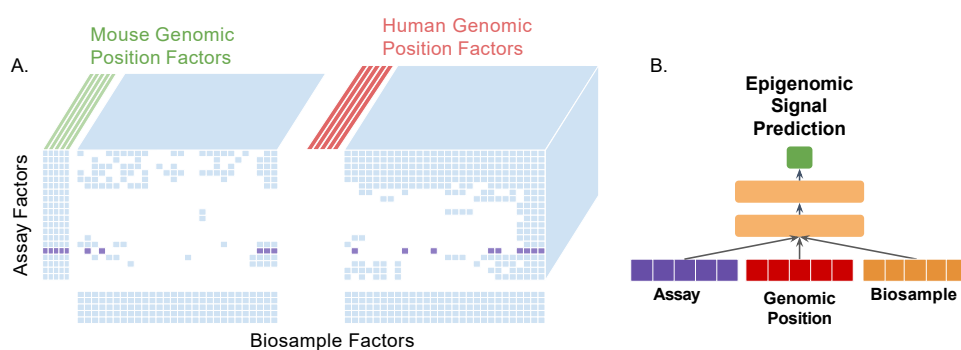 A.
Mouse Genomic
Position Factors
Human Genomic
Position Factors
Assay Factors
Biosample Factors
B.
Epigenomic
Signal
Prediction
Assay
Genomic
Position
Biosample